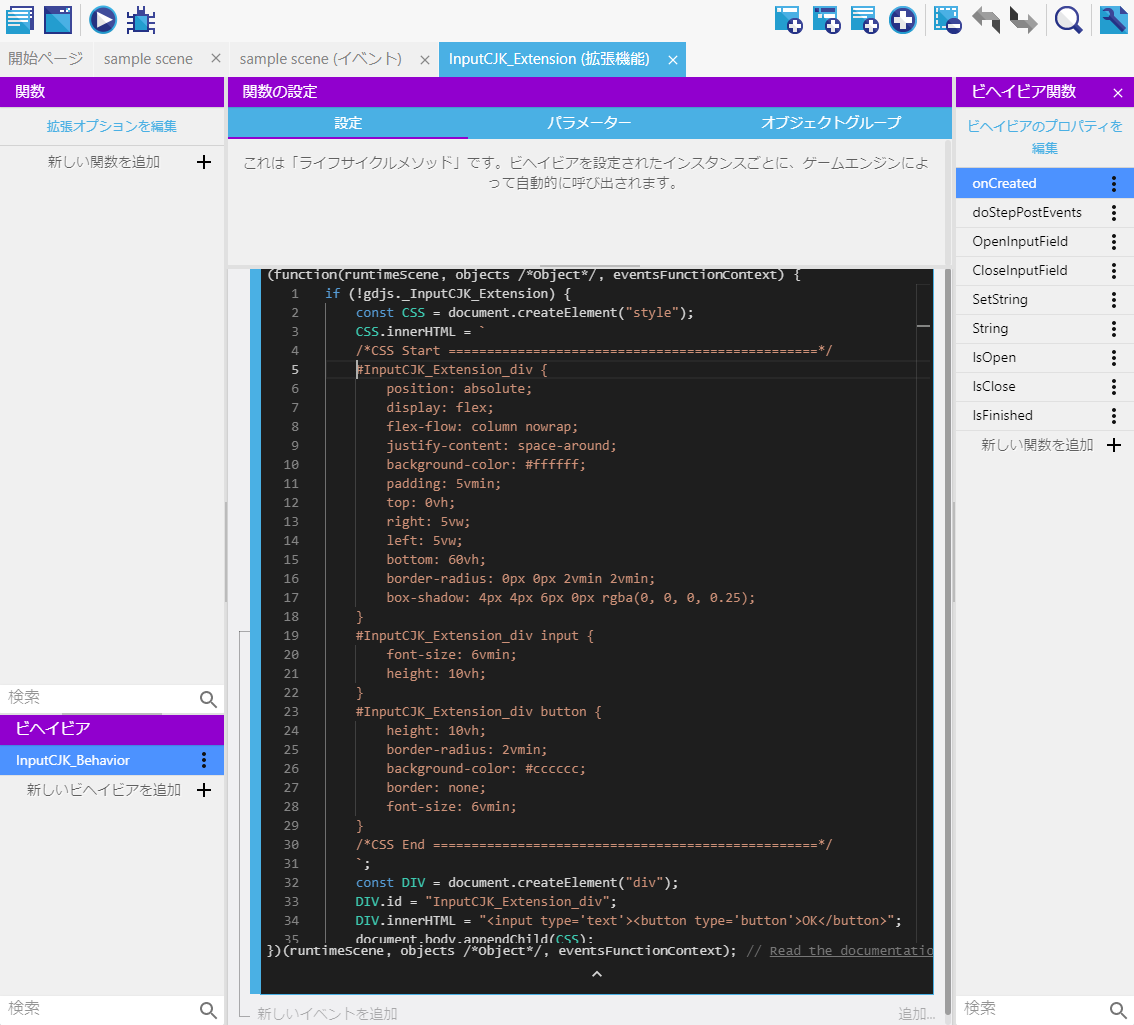 開始ページ
sample scene ×
sample scene (イベント) ×
InputCJK_Extension (拡張機能) ×
関数
拡張オプションを編集
新しい関数を追加 +
検索
ビヘイビア
InputCJK_Behavior
新しいビヘイビアを追加 +
検索
関数の設定
設定
パラメーター
オブジェクトグループ
これは「ライフサイクルメソッド」です。ビヘイビアを設定されたインスタンスごとに、ゲームエンジンによ
って自動的に呼び出されます。
(function(runtimeScene, objects /*Object*/, eventsFunctionContext) {
1 if (!gdjs._InputCJK_Extension) {
2 const CSS = document.createElement("style");
3 CSS.innerHTML = `
4 /*CSS Start ================================================*/
5 #InputCJK_Extension_div {
6 position: absolute;
7 display: flex;
8 flex-flow: column nowrap;
9 justify-content: space-around;
10 background-color: #ffffff;
11 padding: 5vmin;
12 top: 0vh;
13 right: 5vw;
14 left: 5vw;
15 bottom: 60vh;
16 border-radius: 0px 0px 2vmin 2vmin;
17 box-shadow: 4px 4px 6px 0px rgba(0, 0, 0, 0.25);
18 }
19 #InputCJK_Extension_div input {
20 font-size: 6vmin;
21 height: 10vh;
22 }
23 #InputCJK_Extension_div button {
24 height: 10vh;
25 border-radius: 2vmin;
26 background-color: #cccccc;
27 border: none;
28 font-size: 6vmin;
29 }
30 /*CSS End ==================================================*/
31 `;
32 const DIV = document.createElement("div");
33 DIV.id = "InputCJK_Extension_div";
34 DIV.innerHTML = "<input type='text'><button type='button'>OK</button>";
35 document.body.appendChild(CSS);
})(runtimeScene, objects /*Object*/, eventsFunctionContext); // Read the documentatio
新しいイベントを追加
追加...
ビヘイビア関数 ×
ビヘイビアのプロパティを
編集
onCreated
doStepPostEvents
OpenInputField
CloseInputField
SetString
String
IsOpen
IsClose
IsFinished
新しい関数を追加 +
検索